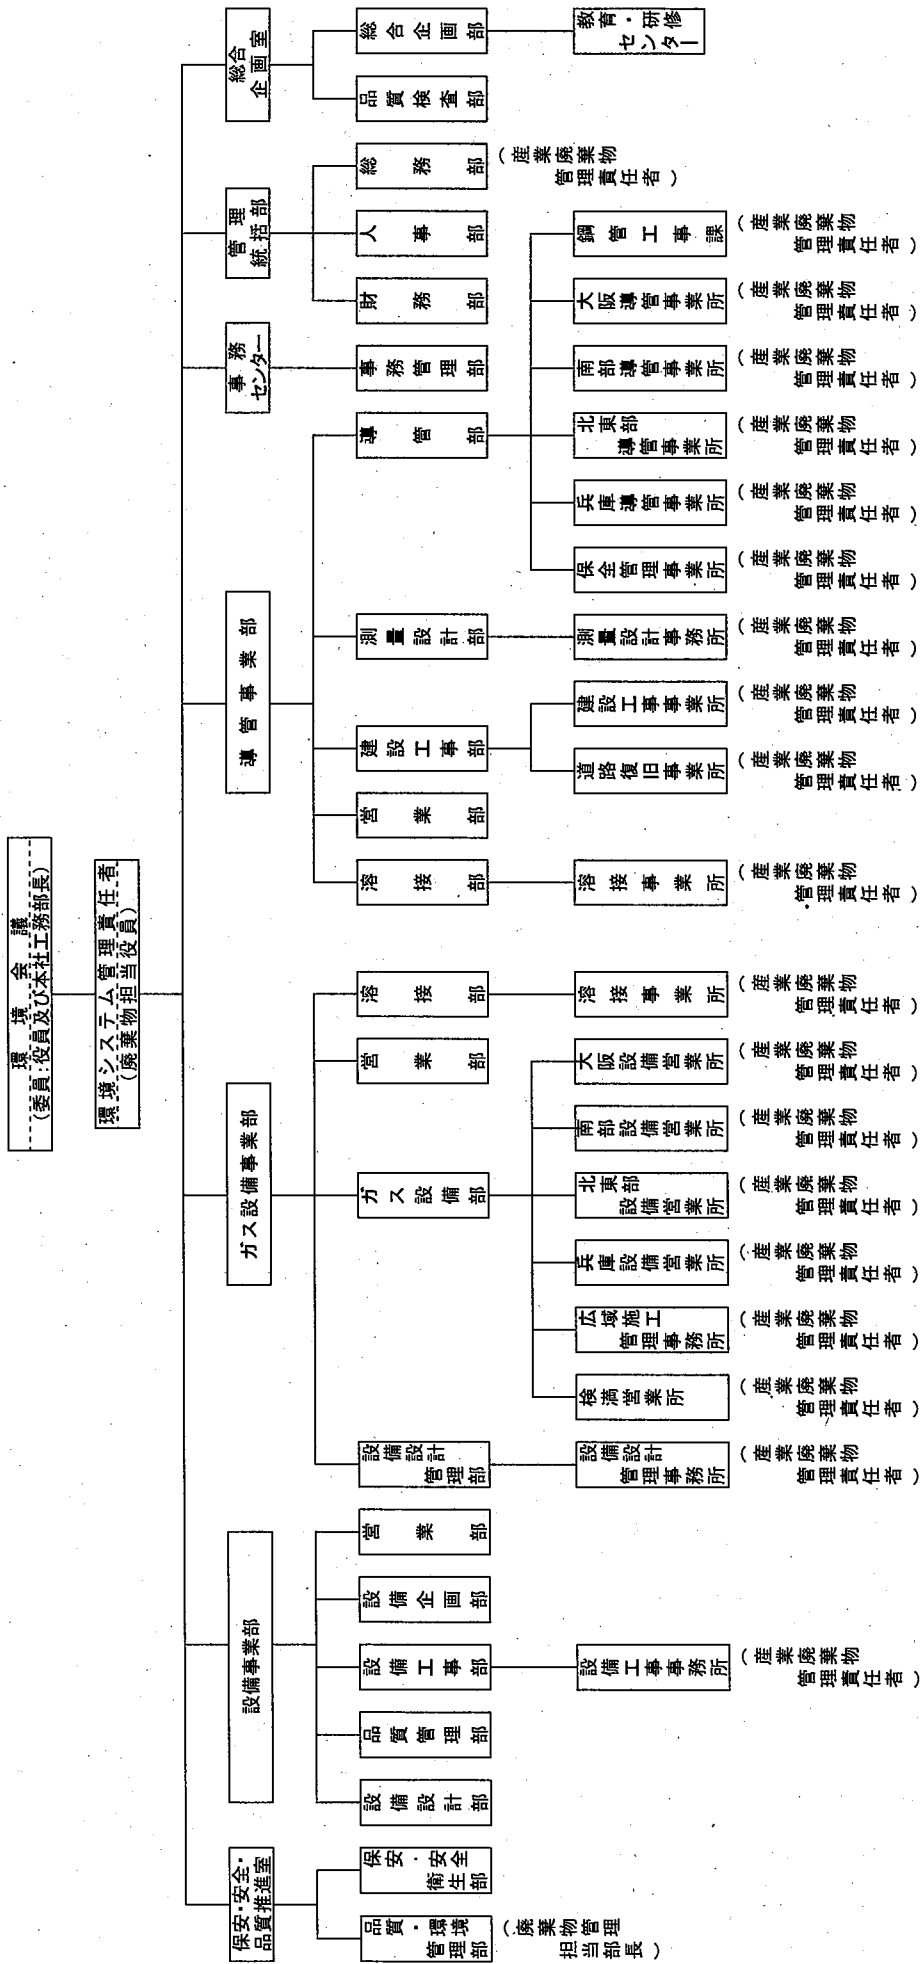 環境会議
(委員:役員及び本社工務部長)
環境システム管理責任者
(廃棄物担当役員)
保安・安全・
品質推進室
設備事業部
ガス設備事業部
導管事業部
事務
センター
管理
統括部
総合
企画室
品質・環境
管理部
(廃棄物管理
担当部長)
保安・安全
衛生部
設備設計部
品質管理部
設備工事部
設備企画部
営業部
設備設計
管理部
ガス設備部
営業部
溶接部
溶接部
営業部
建設工事部
測量設計部
導管部
事務管理部
財務部
人事部
総務部
(産業廃棄物
管理責任者)
品質検査部
総合企画部
設備工事事務所
(産業廃棄物
管理責任者)
設備設計
管理事務所
(産業廃棄物
管理責任者)
検満営業所
(産業廃棄物
管理責任者)
広域施工
管理事務所
(産業廃棄物
管理責任者)
兵庫設備営業所
(産業廃棄物
管理責任者)
北東部
設備営業所
(産業廃棄物
管理責任者)
南部設備営業所
(産業廃棄物
管理責任者)
大阪設備営業所
(産業廃棄物
管理責任者)
溶接事業所
(産業廃棄物
管理責任者)
溶接事業所
(産業廃棄物
管理責任者)
道路復旧事業所
(産業廃棄物
管理責任者)
建設工事事業所
(産業廃棄物
管理責任者)
測量設計事務所
(産業廃棄物
管理責任者)
保全管理事業所
(産業廃棄物
管理責任者)
兵庫導管事業所
(産業廃棄物
管理責任者)
北東部
導管事業所
(産業廃棄物
管理責任者)
南部導管事業所
(産業廃棄物
管理責任者)
大阪導管事業所
(産業廃棄物
管理責任者)
鋼管工事課
(産業廃棄物
管理責任者)
教育・研修
センター